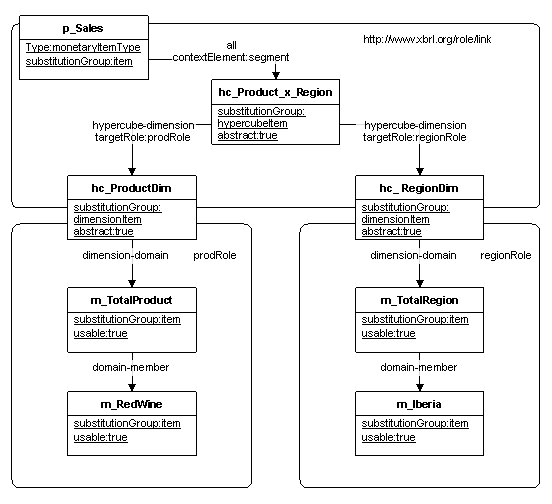 p_Sales
Type:monetaryItemType
substitutionGroup:item
all
contextElement:segment
http://www.xbrl.org/role/link
hc_Product_x_Region
substitutionGroup:
hypercubeItem
abstract:true
hypercube-dimension
targetRole:prodRole
hypercube-dimension
targetRole:regionRole
hc_ProductDim
substitutionGroup:
dimensionItem
abstract:true
hc_ RegionDim
substitutionGroup:
dimensionItem
abstract:true
dimension-domain
prodRole
dimension-domain
regionRole
m_TotalProduct
substitutionGroup:item
usable:true
m_TotalRegion
substitutionGroup:item
usable:true
domain-member
domain-member
m_RedWine
substitutionGroup:item
usable:true
m_Iberia
substitutionGroup:item
usable:true